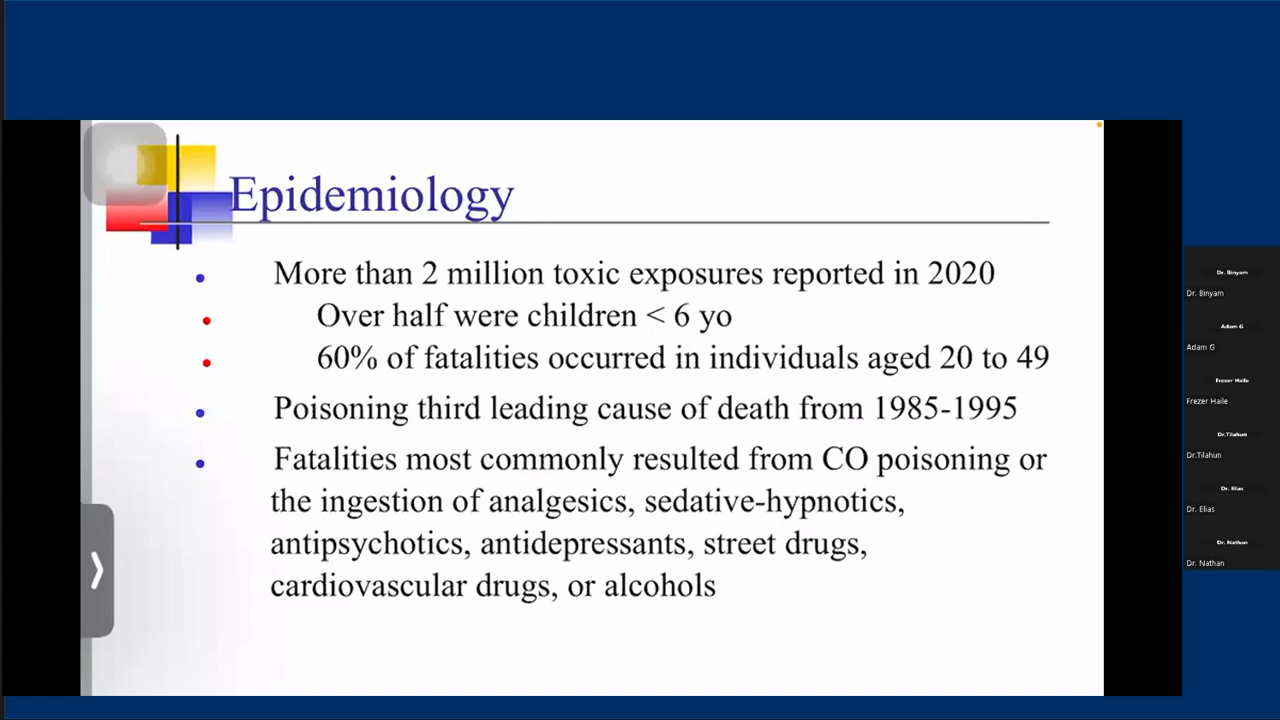 Epidemiology
• More than 2 million toxic exposures reported in 2020
• Over half were children < 6 yo
• 60% of fatalities occurred in individuals aged 20 to 49
• Poisoning third leading cause of death from 1985-1995
• Fatalities most commonly resulted from CO poisoning or
the ingestion of analgesics, sedative-hypnotics,
antipsychotics, antidepressants, street drugs,
cardiovascular drugs, or alcohols
Dr. Binyam
Dr. Binyam
Adam G
Adam G
Frezer Haile
Frezer Haile
Dr.Tilahun
Dr.Tilahun
Dr. Elias
Dr. Elias
Dr. Nathan
Dr. Nathan